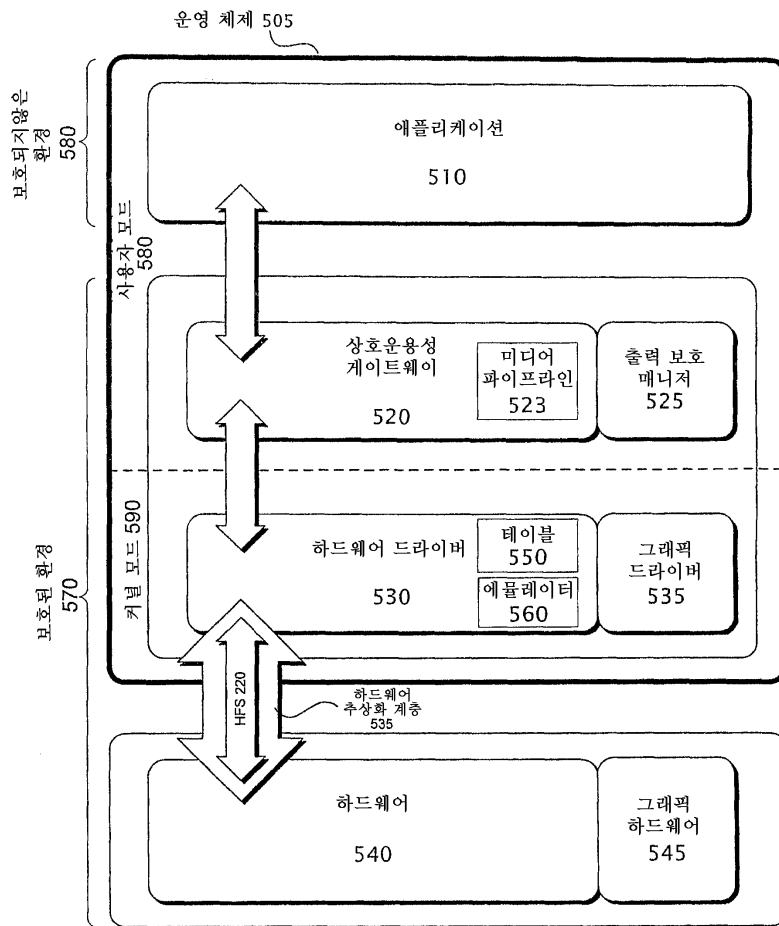 운영 체제 505
보호되지않은
환경
580
애플리케이션
510
사용자 모드
580
상호운용성
게이트웨이
520
미디어
파이프라인
523
출력 보호
매니저
525
보호된 환경
570
커널 모드 590
하드웨어 드라이버
530
테이블
550
에뮬레이터
560
그래픽
드라이버
535
HFS 220
하드웨어
추상화 계층
535
하드웨어
540
그래픽
하드웨어
545